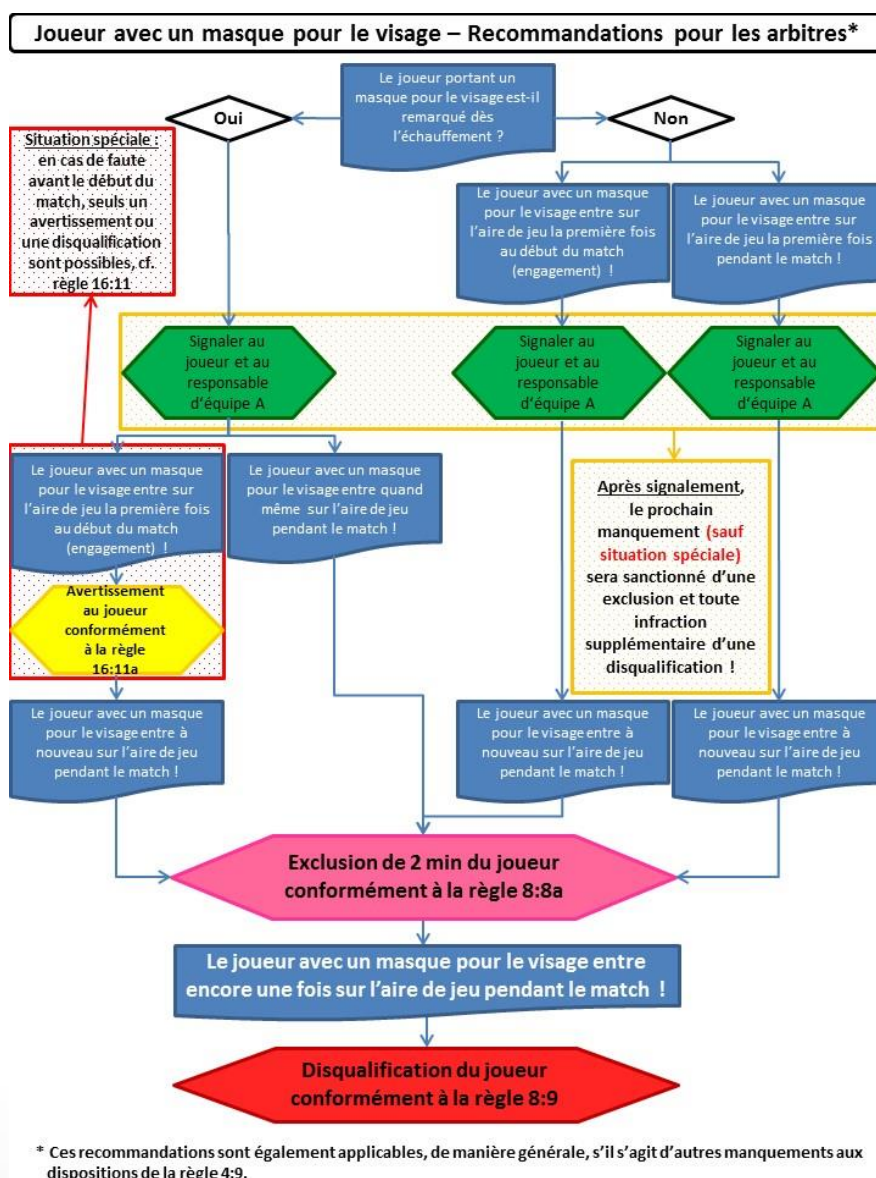 Joueur avec un masque pour le visage – Recommandations pour les arbitres*
Le joueur portant un
masque pour le visage est-il
remarqué dès
l'échauffement ?
Oui
Non
Situation spéciale :
en cas de faute
avant le début du
match, seuls un
avertissement ou
une disqualification
sont possibles, cf.
règle 16:11
Le joueur avec un masque
pour le visage entre sur
l'aire de jeu la première fois
au début du match
(engagement) !
Le joueur avec un masque
pour le visage entre sur
l'aire de jeu la première fois
pendant le match !
Signaler au
joueur et au
responsable
d'équipe A
Signaler au
joueur et au
responsable
d'équipe A
Signaler au
joueur et au
responsable
d'équipe A
Le joueur avec un masque
pour le visage entre sur
l'aire de jeu la première fois
au début du match
(engagement) !
Le joueur avec un masque
pour le visage entre quand
même sur l'aire de jeu
pendant le match !
Après signalement,
le prochain
manquement (sauf
situation spéciale)
sera sanctionné d'une
exclusion et toute
infraction
supplémentaire d'une
disqualification !
Avertissement
au joueur
conformément
à la règle
16:11a
Le joueur avec un masque
pour le visage entre à
nouveau sur l'aire de jeu
pendant le match !
Le joueur avec un masque
pour le visage entre à
nouveau sur l'aire de jeu
pendant le match !
Le joueur avec un masque
pour le visage entre à
nouveau sur l'aire de jeu
pendant le match !
Exclusion de 2 min du joueur
conformément à la règle 8:8a
Le joueur avec un masque pour le visage entre
encore une fois sur l'aire de jeu pendant le match !
Disqualification du joueur
conformément à la règle 8:9
* Ces recommandations sont également applicables, de manière générale, s'il s'agit d'autres manquements aux
dispositions de la règle 4:9.